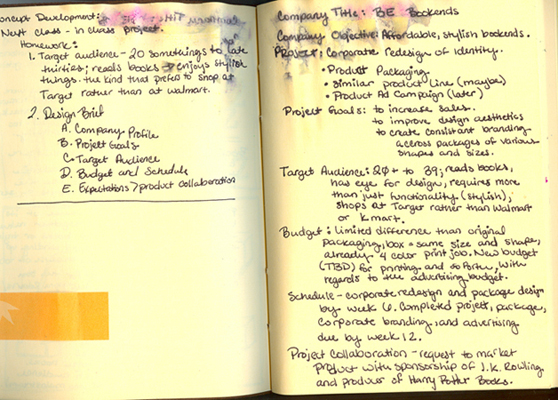 Concept Development:
Next Class - in class project.
Homework:
1. Target audience - 20 somethings to late
thirties; reads books, enjoys stylish
things. the kind that prefers to shop at
Target rather than at walmart.
2. Design Brief
A. Company Profile
B. Project Goals
C. Target Audience
D. Budget and Schedule
E. Expectations > product collaboration
Company Title: BE Bookends
Company Objective: Affordable, stylish bookends.
Project: Corporate redesign of identity.
• Product Packaging.
• Similar product line (maybe)
• Product Ad Campaign (later)
Project Goals: to increase sales.
to improve design aesthetics
to create consistant branding
across packages of various
shapes and sizes.
Target Audience: 20 + to 39; reads books,
has eye for design, requires more
than just functionality (stylish),
shops at Target rather than Walmart
or Kmart.
Budget: Limited difference than original
packaging, box = same size and shape,
already 4 color print job. New budget
(TBD) for printing and so forth, with
regards to the advertising budget.
Schedule - corporate redesign and package design
by week 6. Completed project, package,
corporate branding, and advertising
due by week 12.
Project Collaboration - request to market
product with sponsorship of J.K. Rowling
and produs of Harry Potter Books.